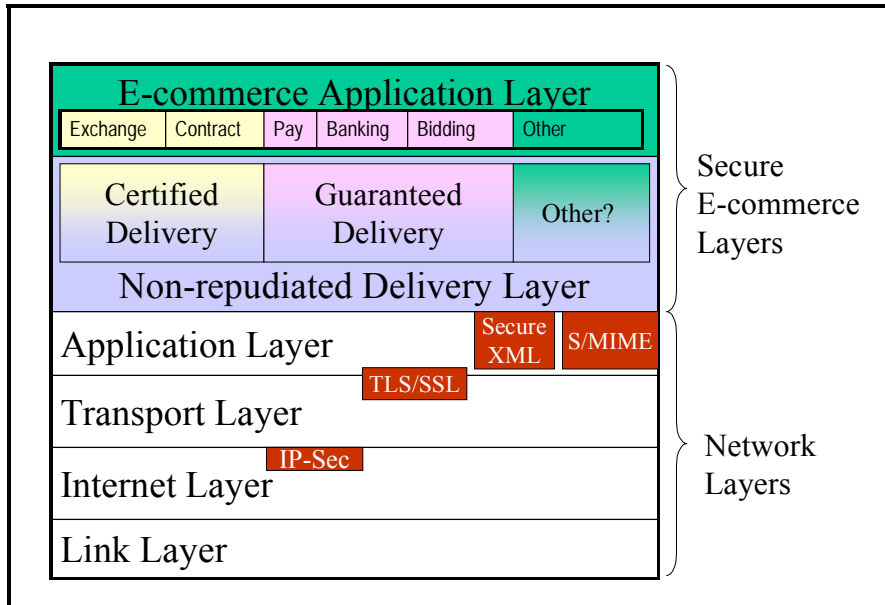 E-commerce Application Layer
Exchange Contract Pay Banking Bidding Other
Certified
Delivery
Guaranteed
Delivery
Other?
Non-repudiated Delivery Layer
Secure
E-commerce
Layers
Application Layer
Secure
XML
S/MIME
TLS/SSL
Transport Layer
IP-Sec
Internet Layer
Link Layer
Network
Layers